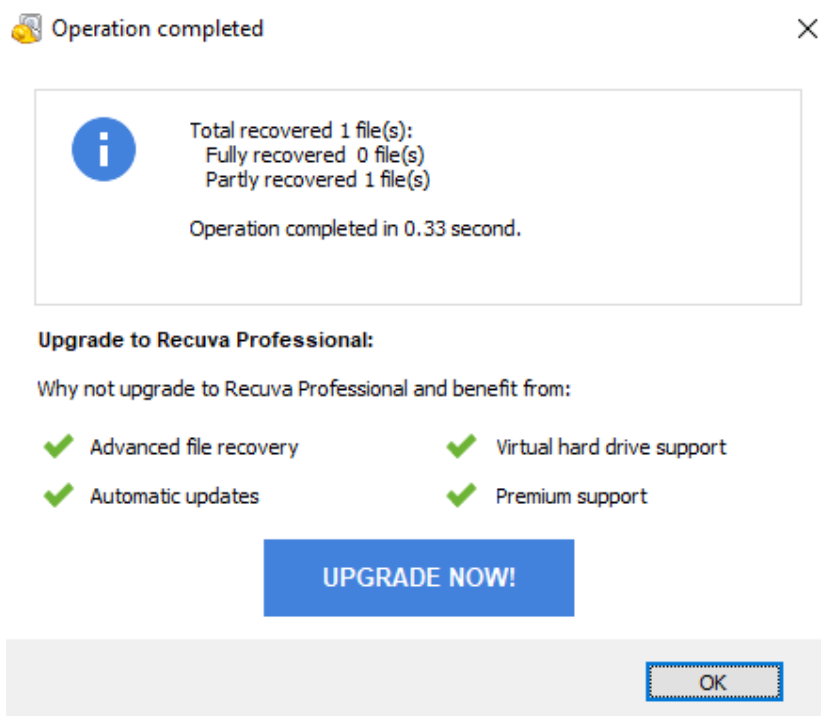 Operation completed
Total recovered 1 file(s):
Fully recovered 0 file(s)
Partly recovered 1 file(s)
Operation completed in 0.33 second.
Upgrade to Recuva Professional:
Why not upgrade to Recuva Professional and benefit from:
Advanced file recovery
Virtual hard drive support
Automatic updates
Premium support
UPGRADE NOW!
OK